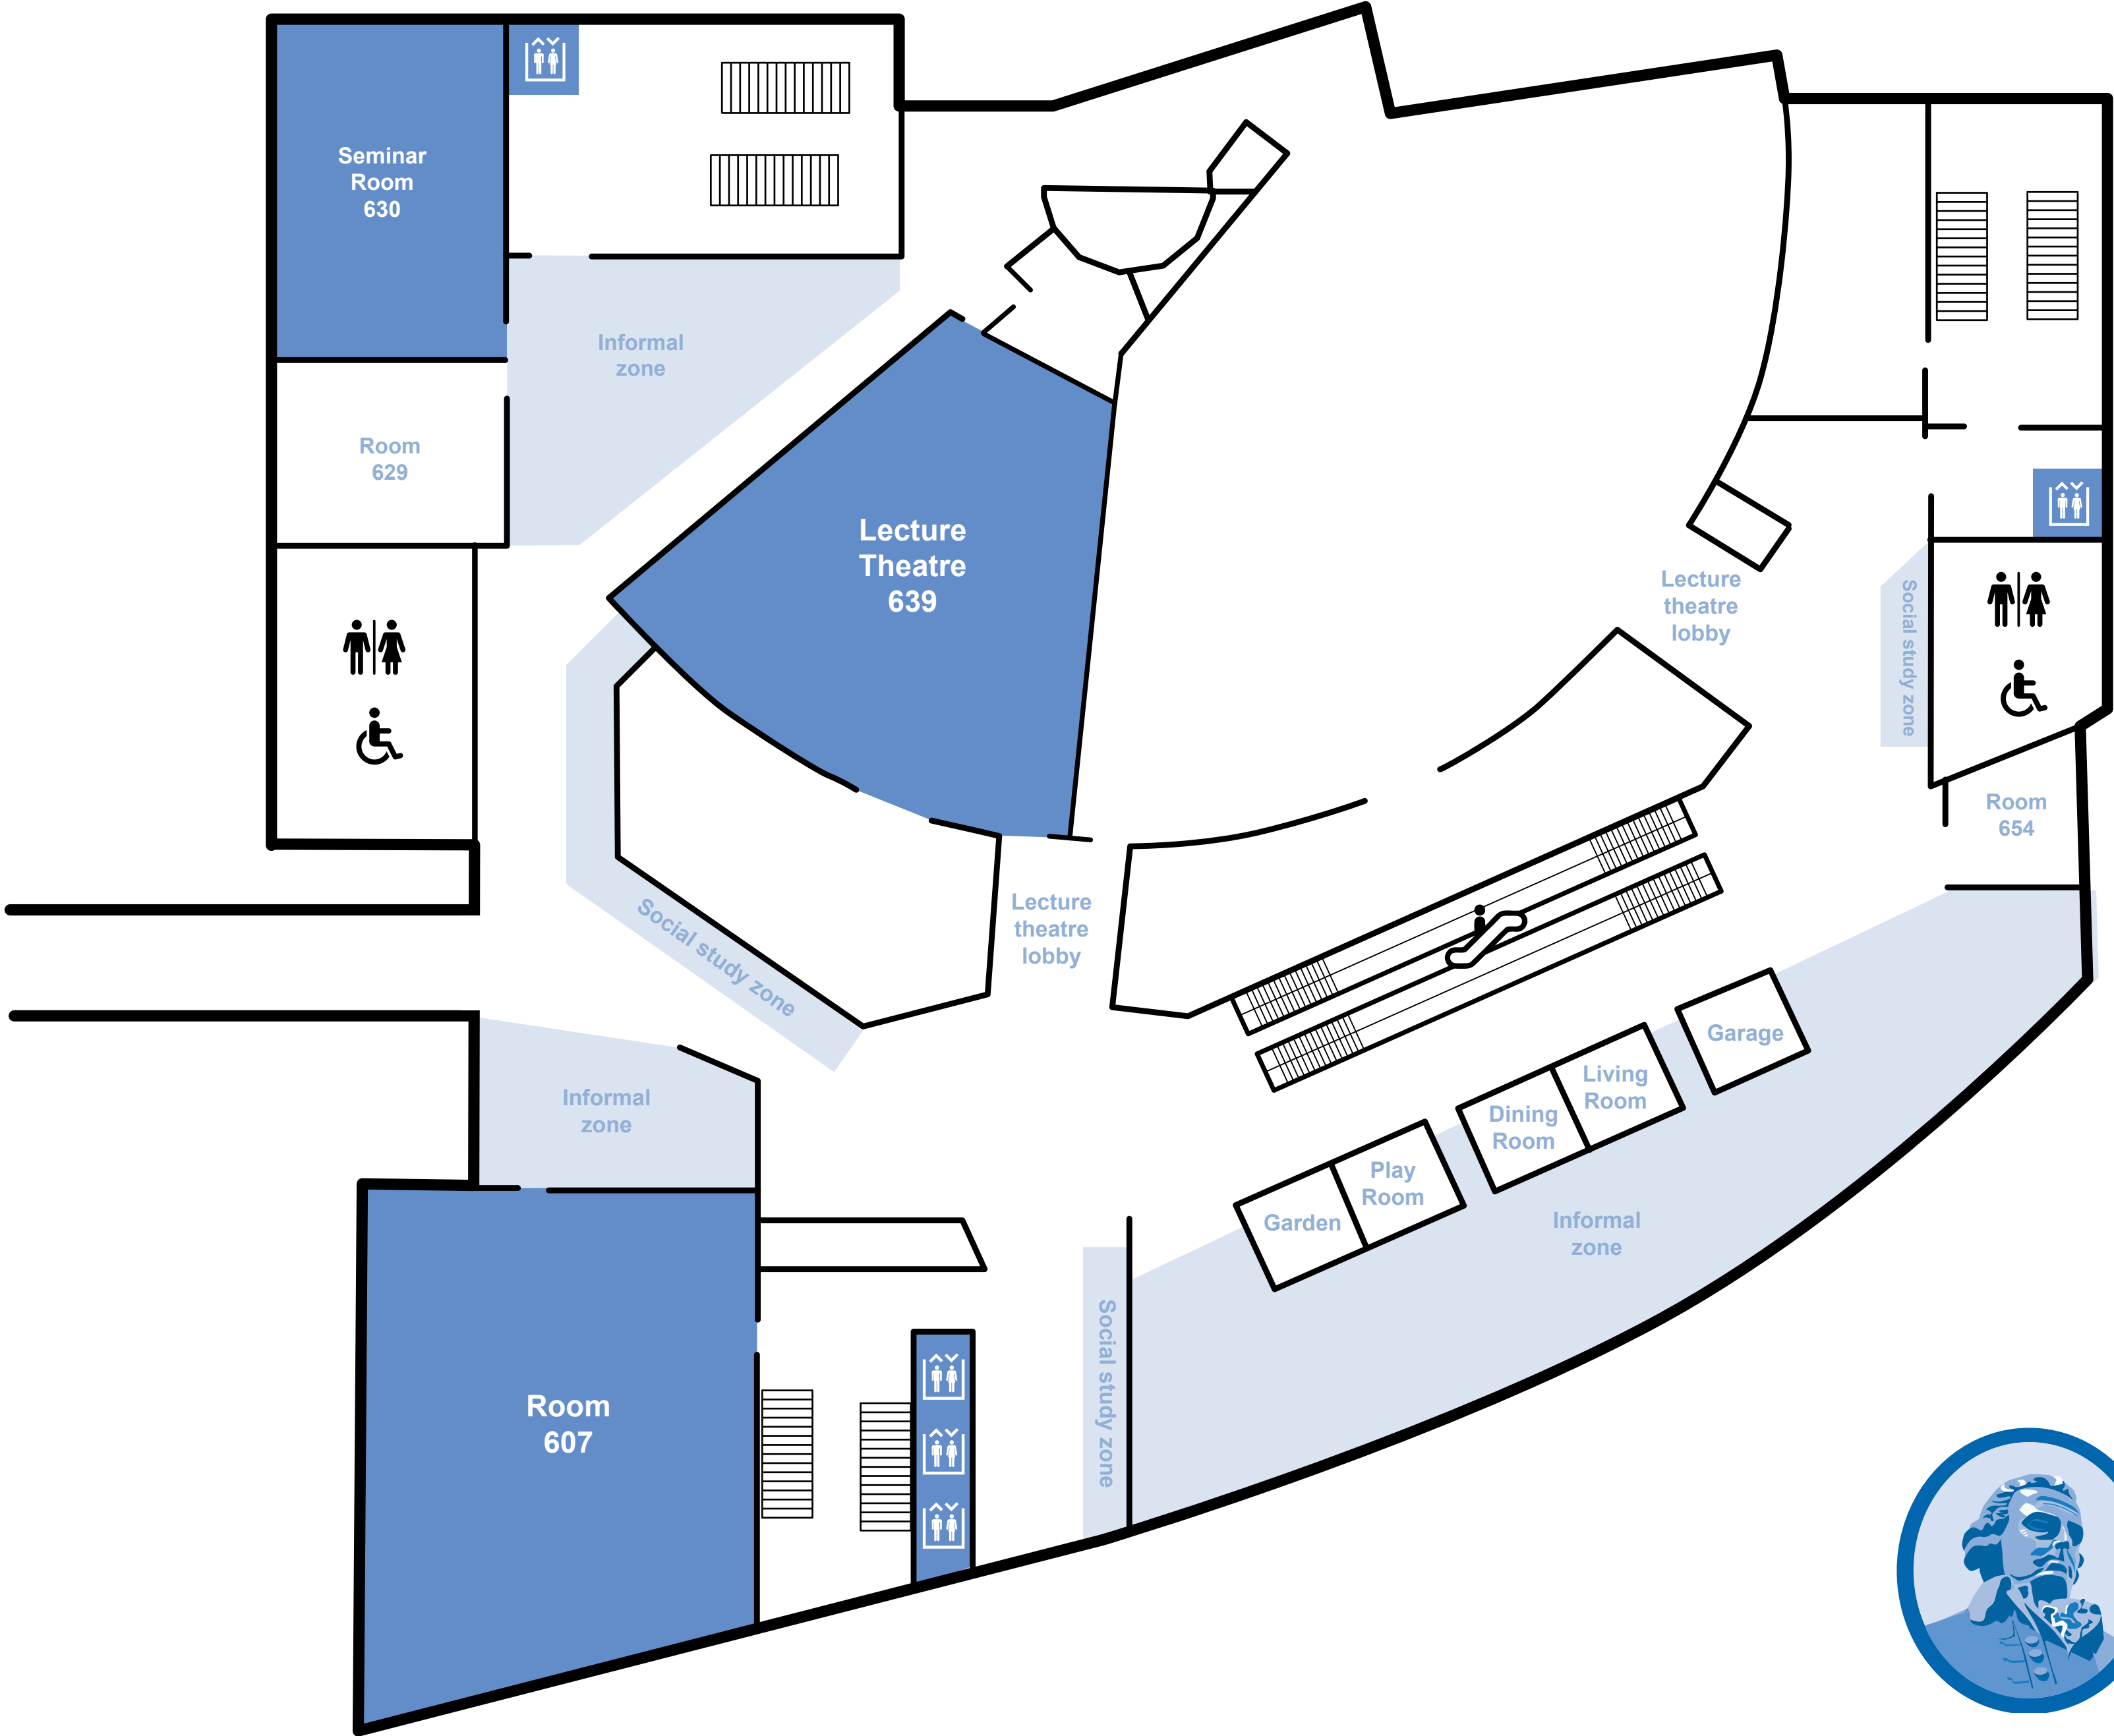 Seminar
Room
630
Informal
zone
Room
629
Lecture
Theatre
639
Lecture
theatre
lobby
Social study zone
Room
654
Lecture
theatre
lobby
Social study zone
Garage
Living
Room
Dining
Room
Play
Room
Garden
Informal
zone
Informal
zone
Social study zone
Room
607